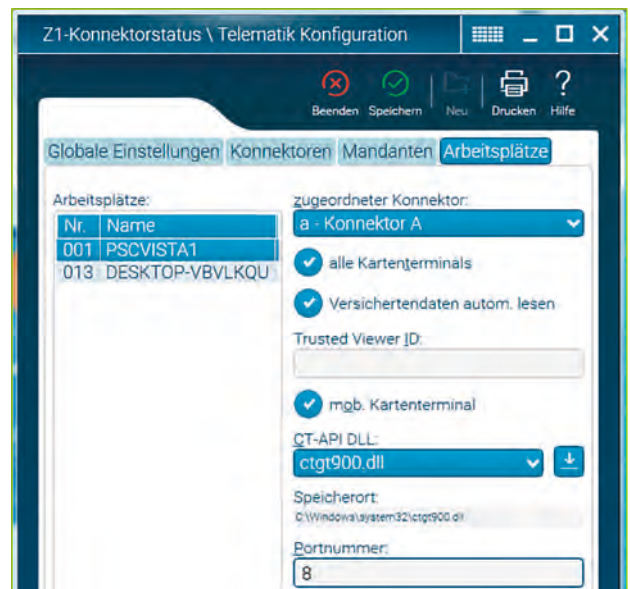 Z1-Konnektorstatus \ Telematik Konfiguration
Beenden Speichern Neu Drucken Hilfe
Globale Einstellungen Konnektoren Mandanten Arbeitsplätze
Arbeitsplätze:
Nr. Name
001 PSCVISTA1
013 DESKTOP-VBVLKQU
zugeordneter Konnektor:
a - Konnektor A
alle Kartenterminals
Versichertendaten autom. lesen
Trusted Viewer ID:
mob. Kartenterminal
CT-API DLL:
ctgt900.dll
Speicherort:
C:\Windows\system32\ctgt900.dll
Portnummer:
8